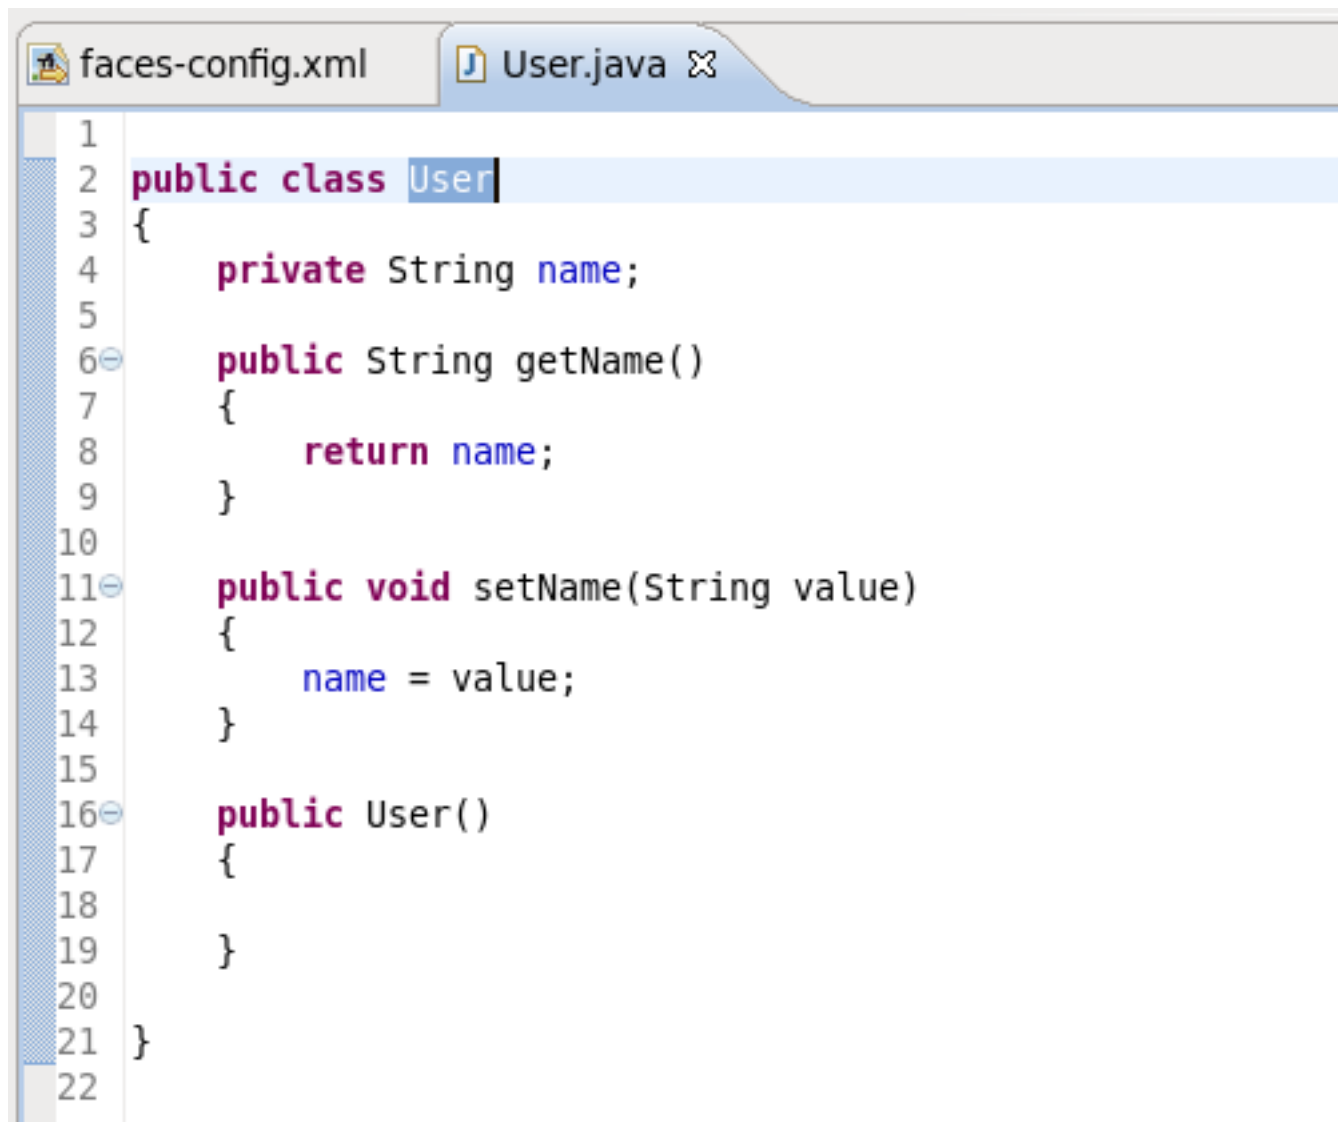 faces-config.xml User.java
1
2 public class User
3 {
4     private String name;
5
6     public String getName()
7     {
8         return name;
9     }
10
11     public void setName(String value)
12     {
13         name = value;
14     }
15
16     public User()
17     {
18
19     }
20
21 }
22